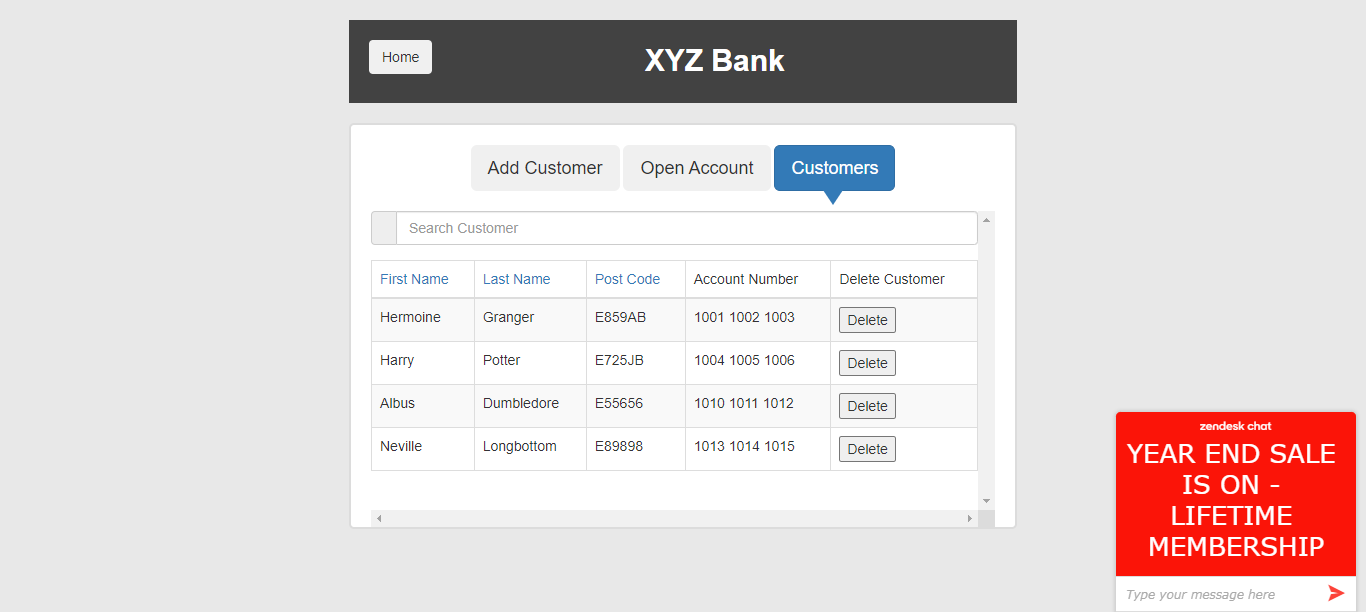 Home
XYZ Bank
Add Customer Open Account Customers
Search Customer
First Name Last Name Post Code Account Number Delete Customer
Hermoine Granger E859AB 1001 1002 1003 Delete
Harry Potter E725JB 1004 1005 1006 Delete
Albus Dumbledore E55656 1010 1011 1012 Delete
Neville Longbottom E89898 1013 1014 1015 Delete
zendesk chat
YEAR END SALE
IS ON -
LIFETIME
MEMBERSHIP
Type your message here